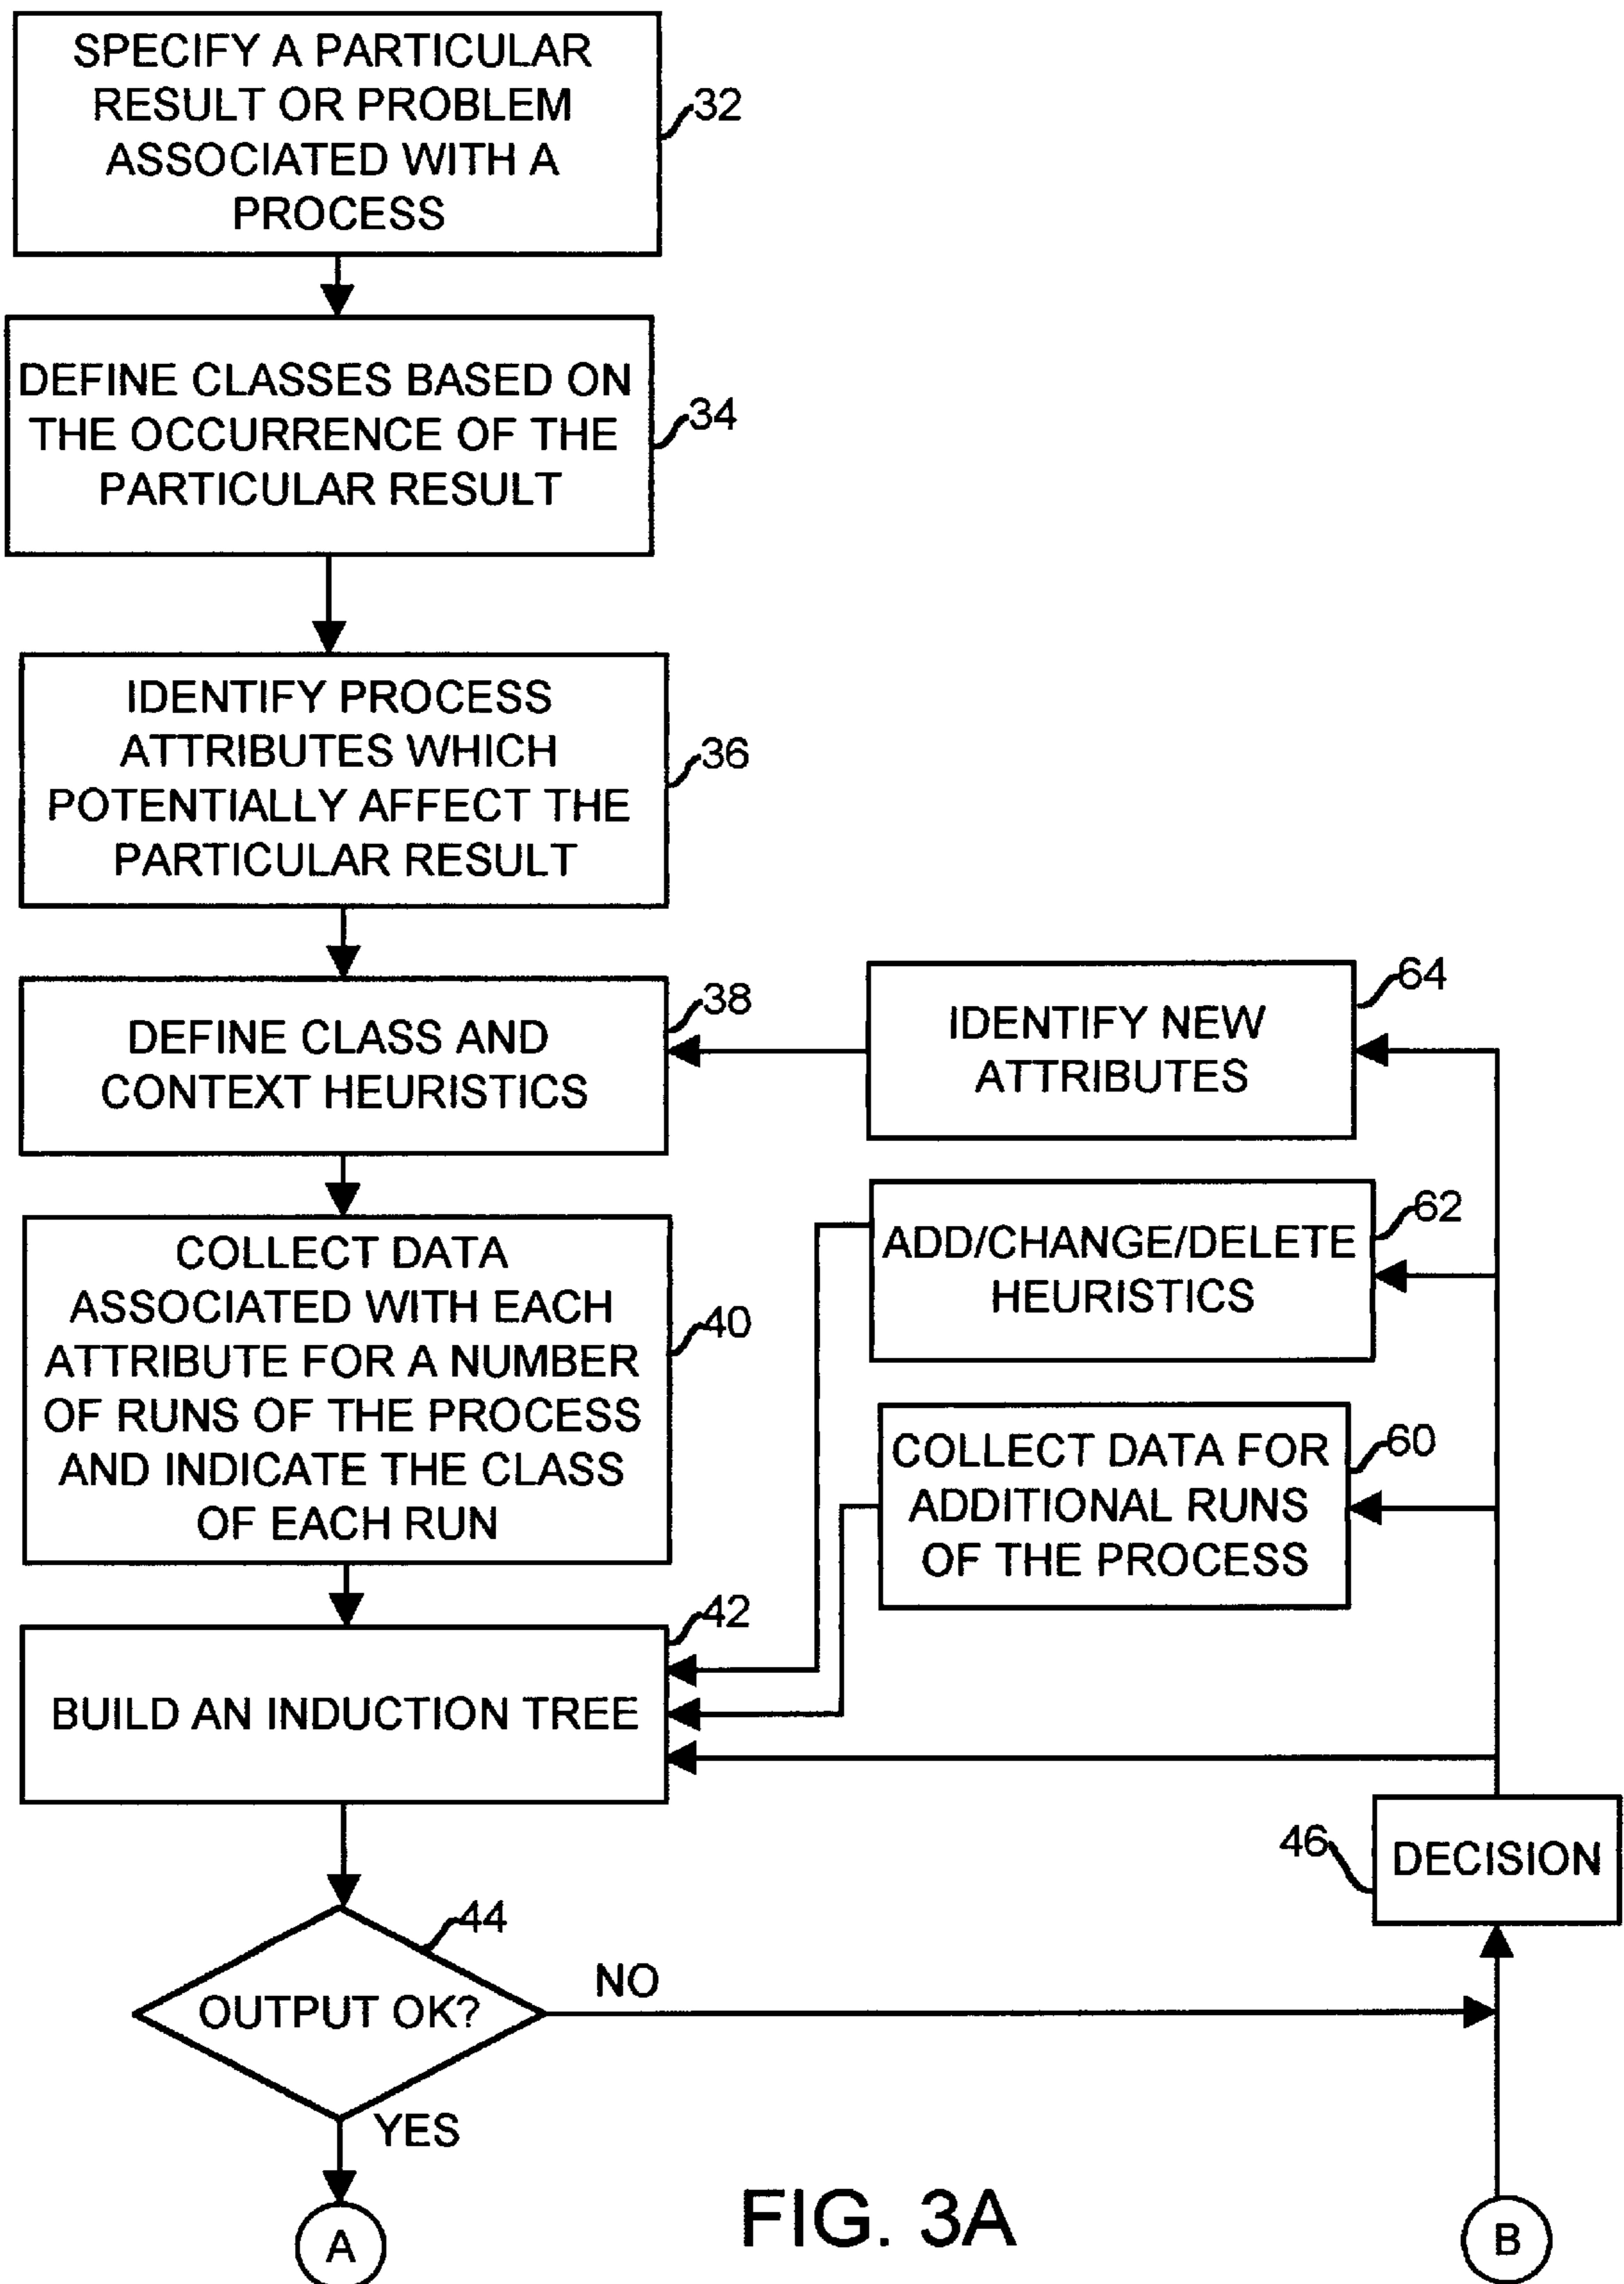 SPECIFY A PARTICULAR
RESULT OR PROBLEM
ASSOCIATED WITH A
PROCESS
32
DEFINE CLASSES BASED ON
THE OCCURRENCE OF THE
PARTICULAR RESULT
34
IDENTIFY PROCESS
ATTRIBUTES WHICH
POTENTIALLY AFFECT THE
PARTICULAR RESULT
36
DEFINE CLASS AND
CONTEXT HEURISTICS
38
IDENTIFY NEW
ATTRIBUTES
64
ADD/CHANGE/DELETE
HEURISTICS
62
COLLECT DATA
ASSOCIATED WITH EACH
ATTRIBUTE FOR A NUMBER
OF RUNS OF THE PROCESS
AND INDICATE THE CLASS
OF EACH RUN
40
COLLECT DATA FOR
ADDITIONAL RUNS
OF THE PROCESS
60
BUILD AN INDUCTION TREE
42
46
DECISION
44
OUTPUT OK?
NO
YES
A
FIG. 3A
B